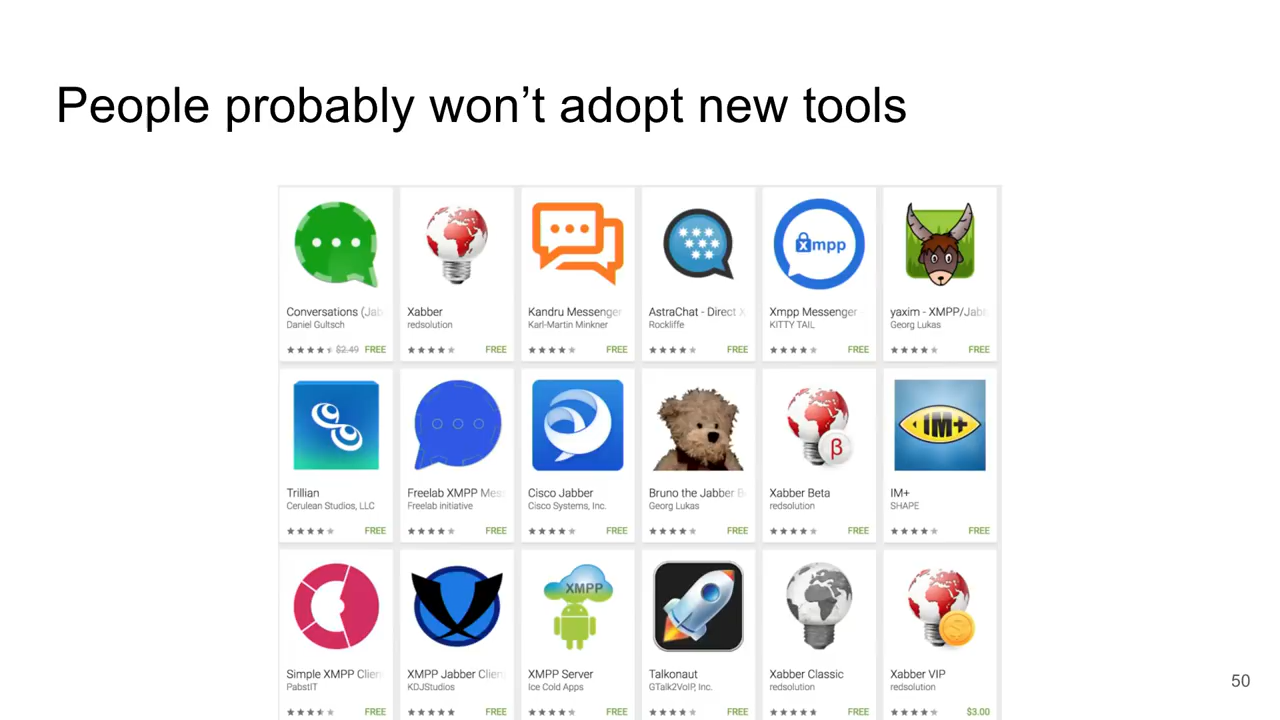 People probably won't adopt new tools
xmpp
Conversations (Jab
Daniel Gultsch
$2.49 FREE
Xabber
redsolution
FREE
Kandru Messenger
Karl-Martin Minkner
FREE
AstraChat - Direct X
Rockliffe
FREE
Xmpp Messenger
KITTY TAIL
FREE
yaxim - XMPP/Jabb
Georg Lukas
FREE
β
IM+
Trillian
Cerulean Studios, LLC
FREE
Freelab XMPP Mes
Freelab initiative
FREE
Cisco Jabber
Cisco Systems, Inc.
FREE
Bruno the Jabber B
Georg Lukas
FREE
Xabber Beta
redsolution
FREE
IM+
SHAPE
FREE
XMPP
Simple XMPP Clien
PabstIT
FREE
XMPP Jabber Clien
KDJStudios
FREE
XMPP Server
Ice Cold Apps
FREE
Talkonaut
GTalk2VoIP, Inc.
FREE
Xabber Classic
redsolution
FREE
Xabber VIP
redsolution
$3.00
50